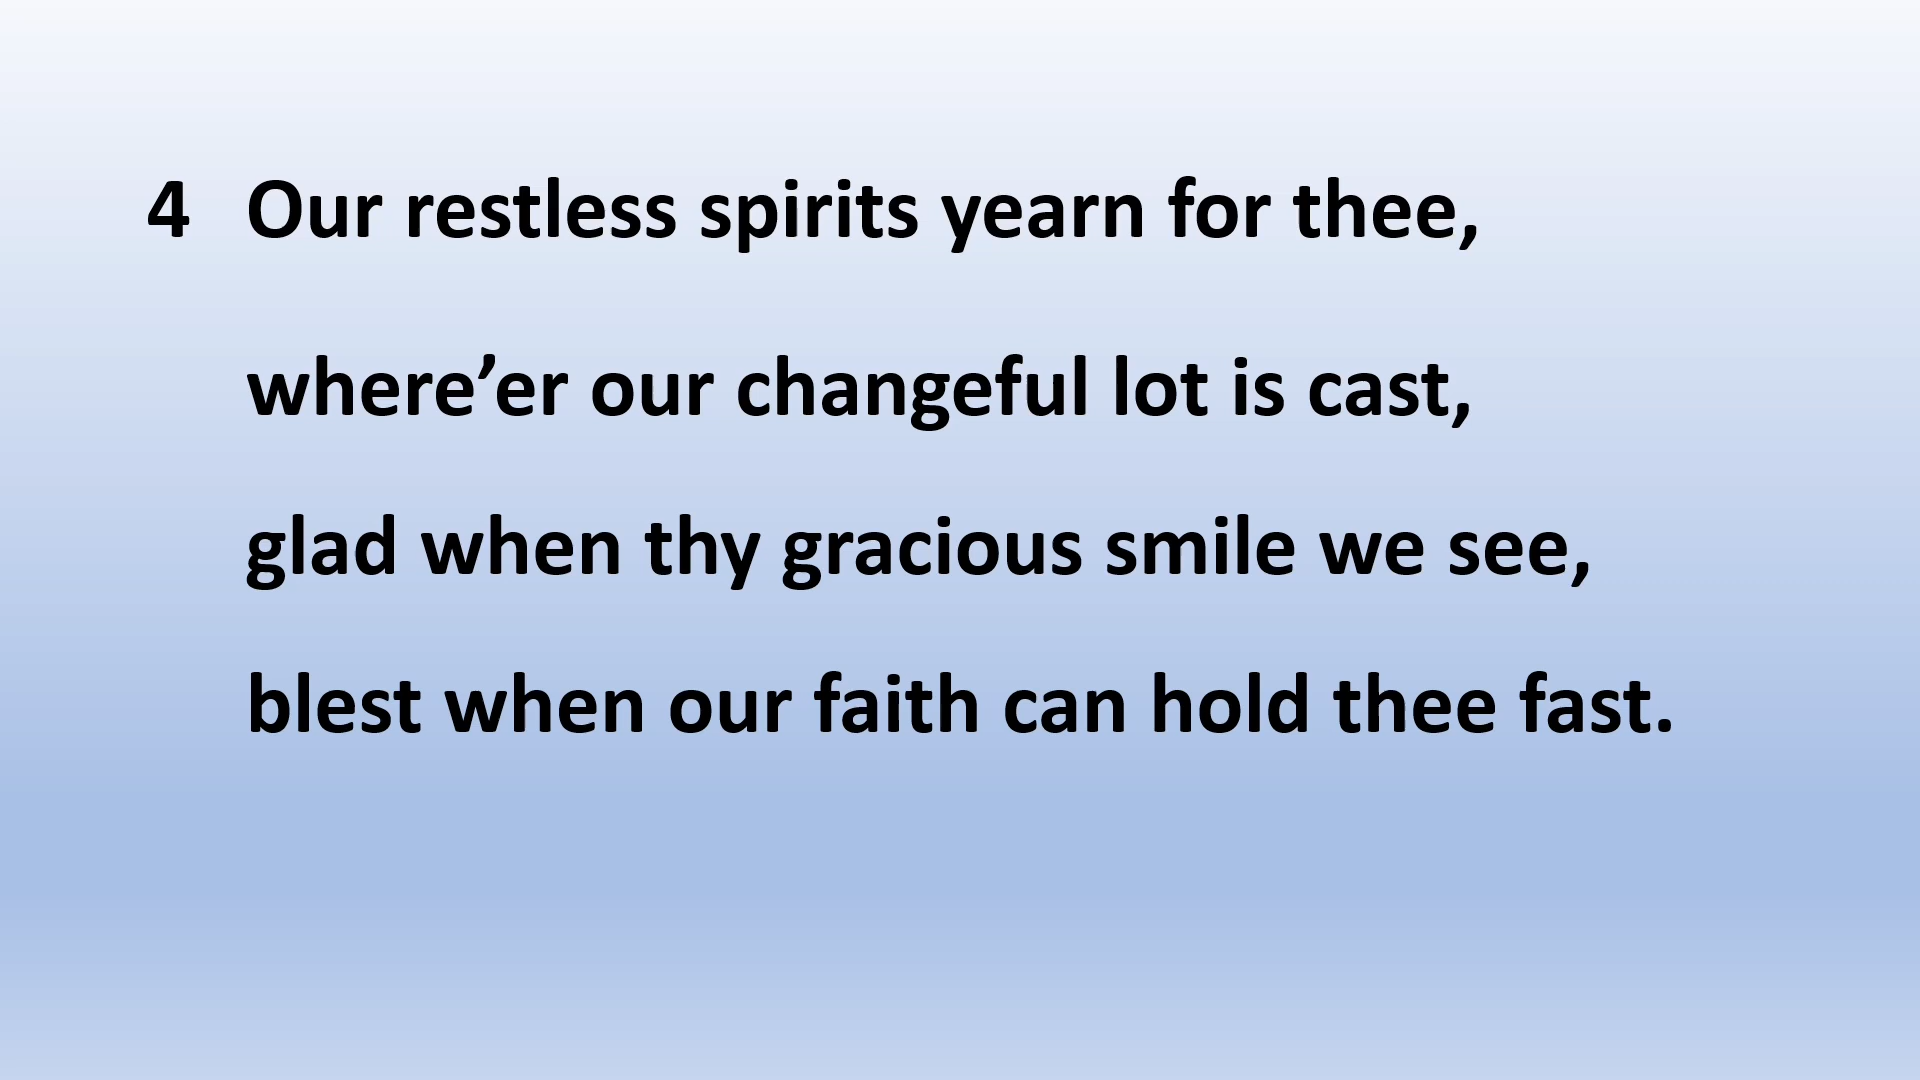 4 Our restless spirits yearn for thee,
where’er our changeful lot is cast,
glad when thy gracious smile we see,
blest when our faith can hold thee fast.